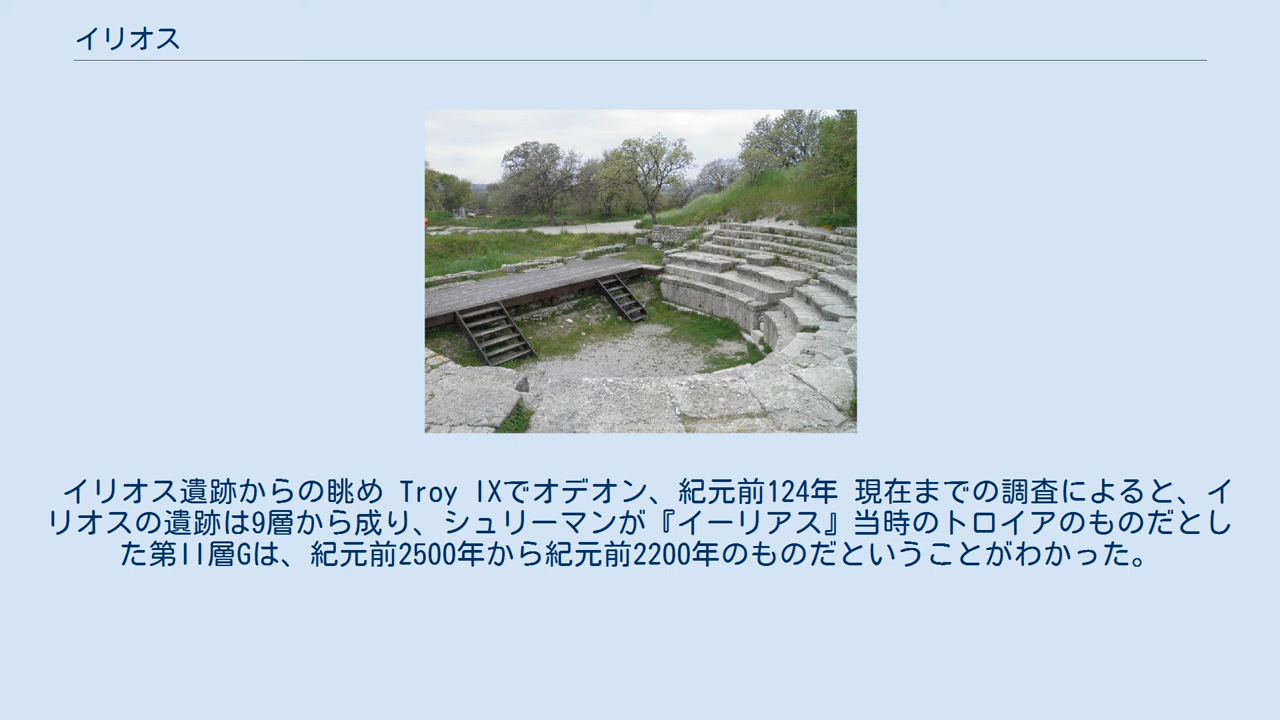 イリオス
イリオス遺跡からの眺め Troy IXでオデオン、紀元前124年 現在までの調査によると、イ
リオスの遺跡は9層から成り、シュリーマンが『イーリアス』当時のトロイアのものだとし
た第II層Gは、紀元前2500年から紀元前2200年のものだということがわかった。